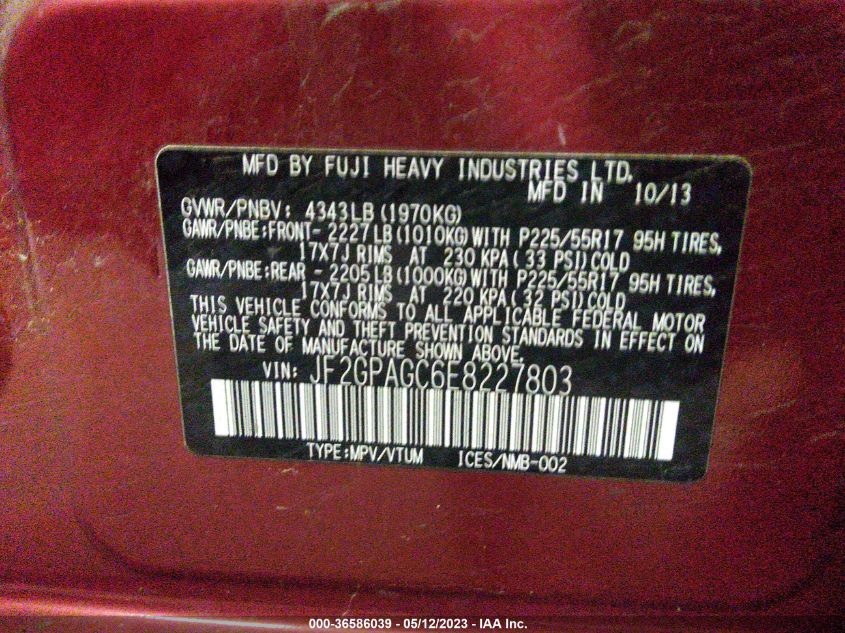 MFD BY FUJI HEAVY INDUSTRIES LTD.
MFD IN 10/13
GVWR/PNBV: 4343LB(1970KG)
GAWR/PNBE:FRONT- 2227LB(1010KG)WITH P225/55R17 95H TIRES,
17X7J RIMS AT 230 KPA(33 PSI)COLD
GAWR/PNBE:REAR - 2205LB(1000KG)WITH P225/55R17 95H TIRES,
17X7J RIMS AT 220 KPA(32 PSI)COLD
THIS VEHICLE CONFORMS TO ALL APPLICABLE FEDERAL MOTOR
VEHICLE SAFETY AND THEFT PREVENTION STANDARDS IN EFFECT ON
THE DATE OF MANUFACTURE SHOWN ABOVE.
VIN: JF2GPAGC6E8227803
TYPE:MPV/VTUM ICES/NMB-002
000-36586039 - 05/12/2023 - IAA Inc.